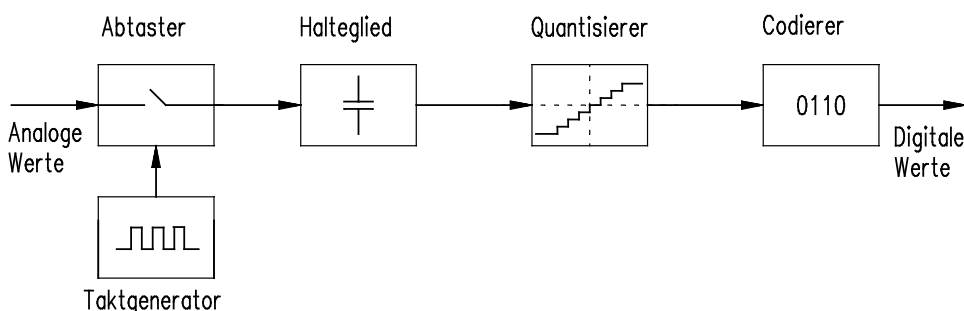 Abtaster
Halteglied
Quantisierer
Codierer
0110
Analoge
Werte
Digitale
Werte
Taktgenerator